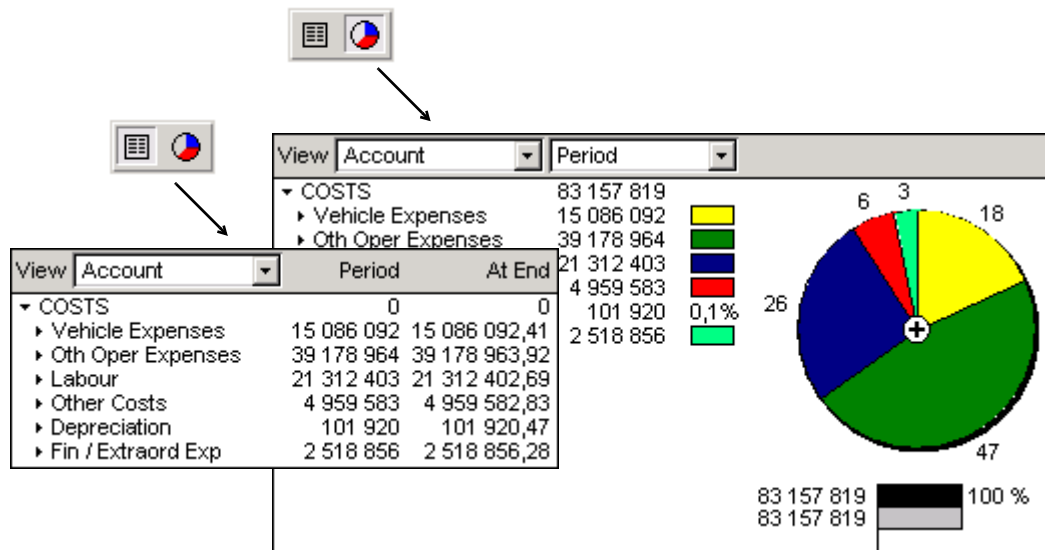 View Account Period
COSTS 83 157 819
Vehicle Expenses 15 086 092
Oth Oper Expenses 39 178 964
21 312 403
4 959 583
101 920 0,1%
2 518 856
6
3
18
26
47
83 157 819 100 %
83 157 819
View Account Period At End
COSTS 0 0
Vehicle Expenses 15 086 092 15 086 092,41
Oth Oper Expenses 39 178 964 39 178 963,92
Labour 21 312 403 21 312 402,69
Other Costs 4 959 583 4 959 582,83
Depreciation 101 920 101 920,47
Fin / Extraord Exp 2 518 856 2 518 856,28